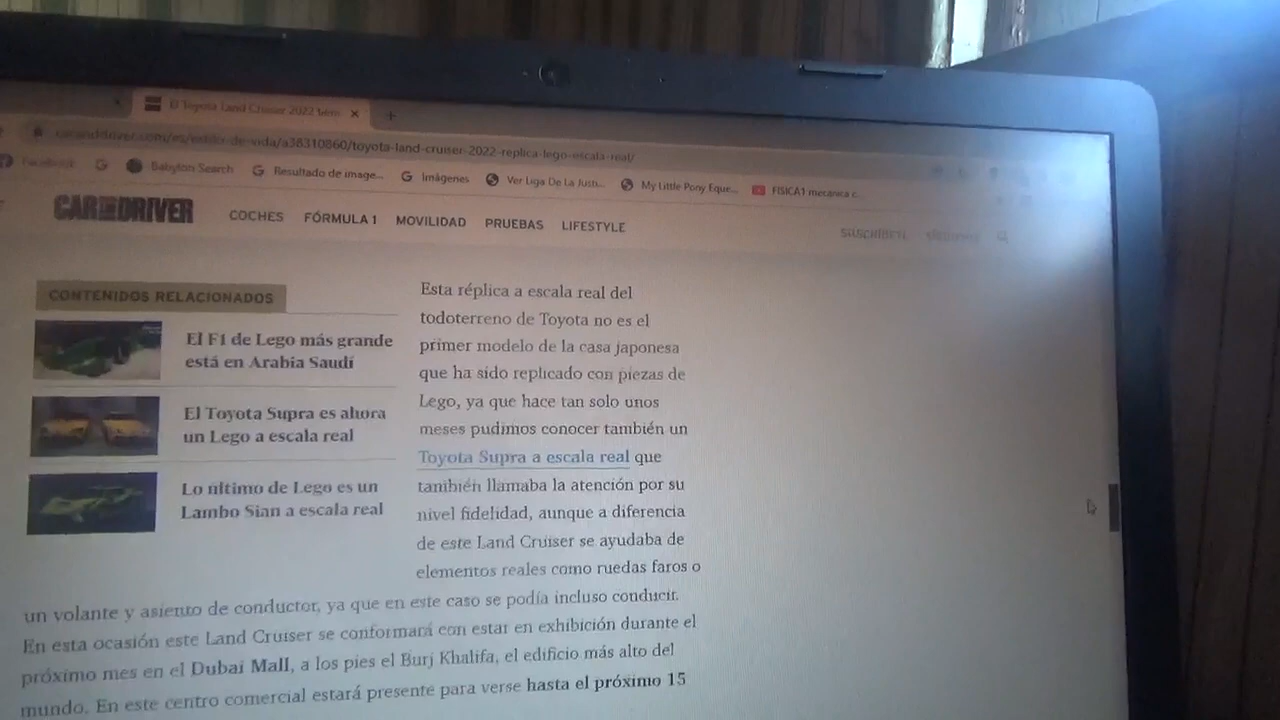 El Toyota Land Cruiser 2022 tiene
caranddriver.com/es/estilo-de-vida/a38310860/toyota-land-cruiser-2022-replica-lego-escala-real/
Facebook Babylon Search Resultado de image... Imágenes Ver Liga De La Justi... My Little Pony Eque... FISICA1 mecánica c...
CAR AND DRIVER COCHES FÓRMULA 1 MOVILIDAD PRUEBAS LIFESTYLE SUSCRÍBETE SÍGUENOS
CONTENIDOS RELACIONADOS
El F1 de Lego más grande
está en Arabia Saudí
El Toyota Supra es ahora
un Lego a escala real
Lo último de Lego es un
Lambo Sian a escala real
Esta réplica a escala real del
todoterreno de Toyota no es el
primer modelo de la casa japonesa
que ha sido replicado con piezas de
Lego, ya que hace tan solo unos
meses pudimos conocer también un
Toyota Supra a escala real que
también llamaba la atención por su
nivel fidelidad, aunque a diferencia
de este Land Cruiser se ayudaba de
elementos reales como ruedas faros o
un volante y asiento de conductor, ya que en este caso se podía incluso conducir.
En esta ocasión este Land Cruiser se conformará con estar en exhibición durante el
próximo mes en el Dubai Mall, a los pies el Burj Khalifa, el edificio más alto del
mundo. En este centro comercial estará presente para verse hasta el próximo 15